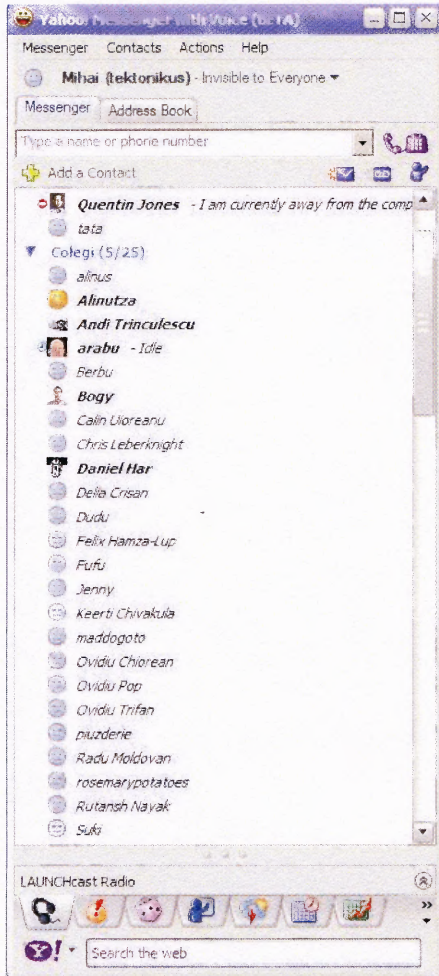 Yahoo! Messenger with Voice (BETA)
Messenger Contacts Actions Help
Mihai (tektonikus) - Invisible to Everyone
Messenger Address Book
Type a name or phone number
Add a Contact
Quentin Jones - I am currently away from the comp
tata
Colegi (5/25)
alinus
Alinutza
Andi Trinculescu
arabu - Idle
Berbu
Bogy
Calin Uioreanu
Chris Leberknight
Daniel Har
Delia Crisan
Dudu
Felix Hamza-Lup
Fufu
Jenny
Keerti Chivakula
maddogoto
Ovidiu Chiorean
Ovidiu Pop
Ovidiu Trifan
piuzderie
Radu Moldovan
rosemarypotatoes
Rutansh Nayak
Suki
LAUNCHcast Radio
Y! Search the web